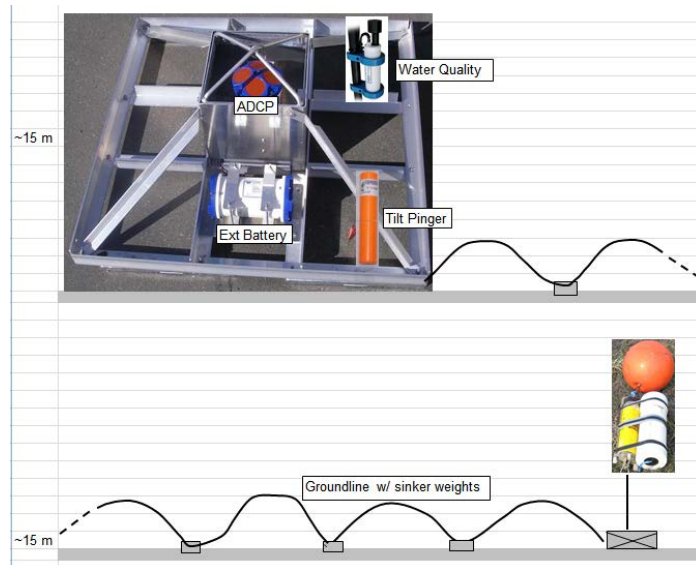 Water Quality
ADCP
~15 m
Tilt Pinger
Ext Battery
Groundline w/ sinker weights
~15 m